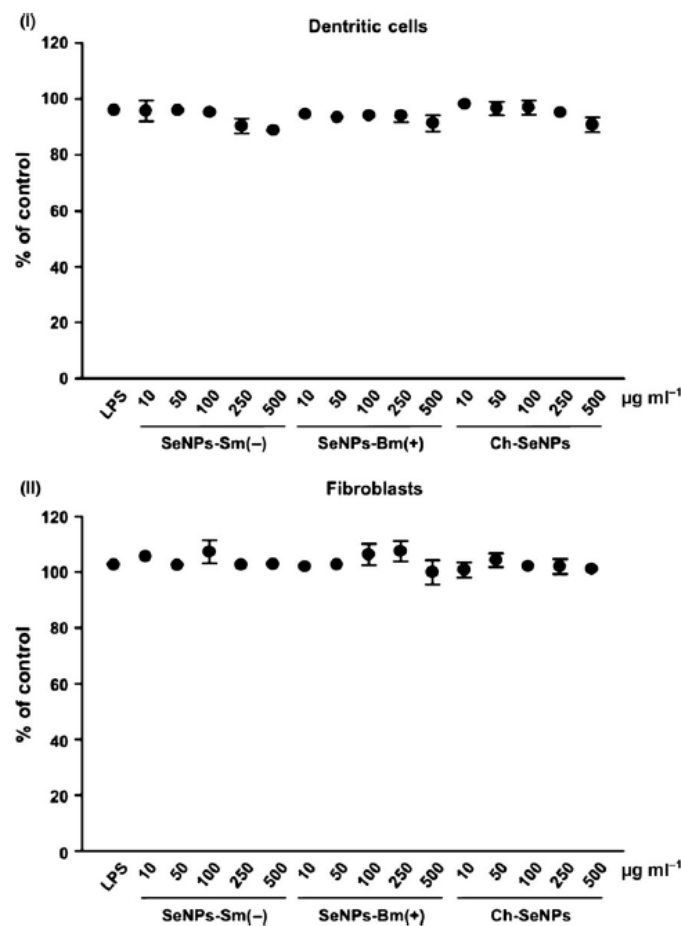 (i)
Dentritic cells
120
100
80
60
40
20
0
% of control
LPS 10 50 100 250 500 10 50 100 250 500 10 50 100 250 500 µg ml⁻¹
SeNPs-Sm(−) SeNPs-Bm(+) Ch-SeNPs
(II)
Fibroblasts
120
100
80
60
40
20
0
% of control
LPS 10 50 100 250 500 10 50 100 250 500 10 50 100 250 500 µg ml⁻¹
SeNPs-Sm(−) SeNPs-Bm(+) Ch-SeNPs